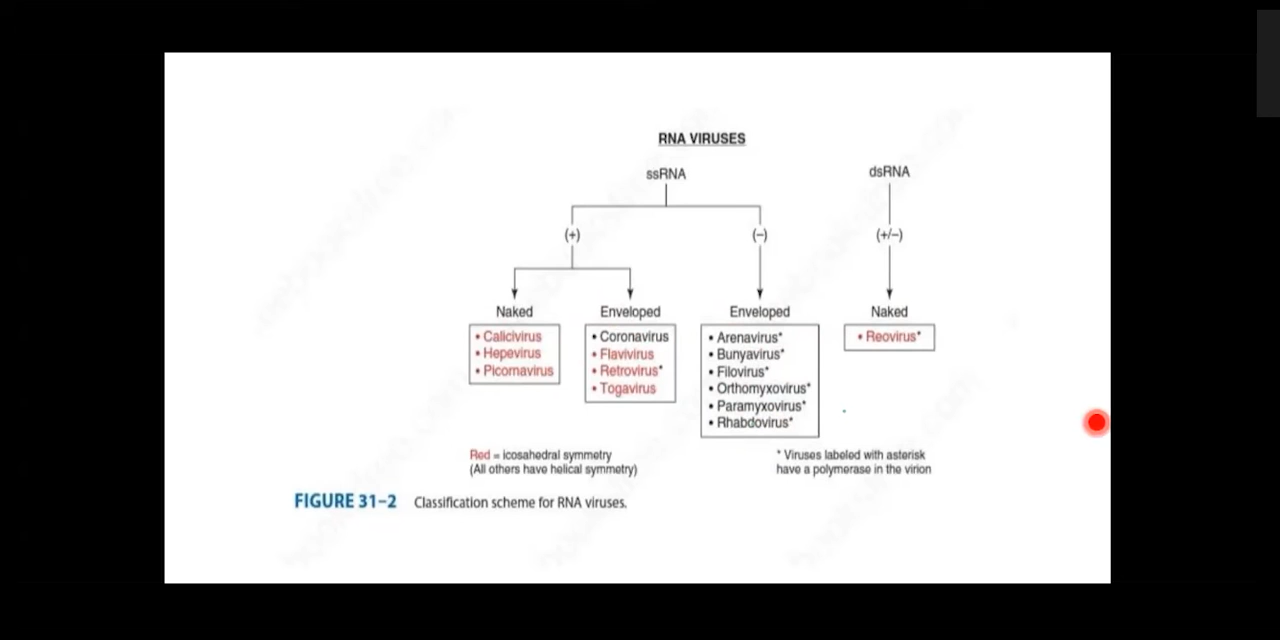 RNA VIRUSES
ssRNA
dsRNA
(+)
(–)
(+/–)
Naked
• Calicivirus
• Hepevirus
• Picornavirus
Enveloped
• Coronavirus
• Flavivirus
• Retrovirus*
• Togavirus
Enveloped
• Arenavirus*
• Bunyavirus*
• Filovirus*
• Orthomyxovirus*
• Paramyxovirus*
• Rhabdovirus*
Naked
• Reovirus*
Red = icosahedral symmetry
(All others have helical symmetry)
* Viruses labeled with asterisk
have a polymerase in the virion
FIGURE 31–2 Classification scheme for RNA viruses.